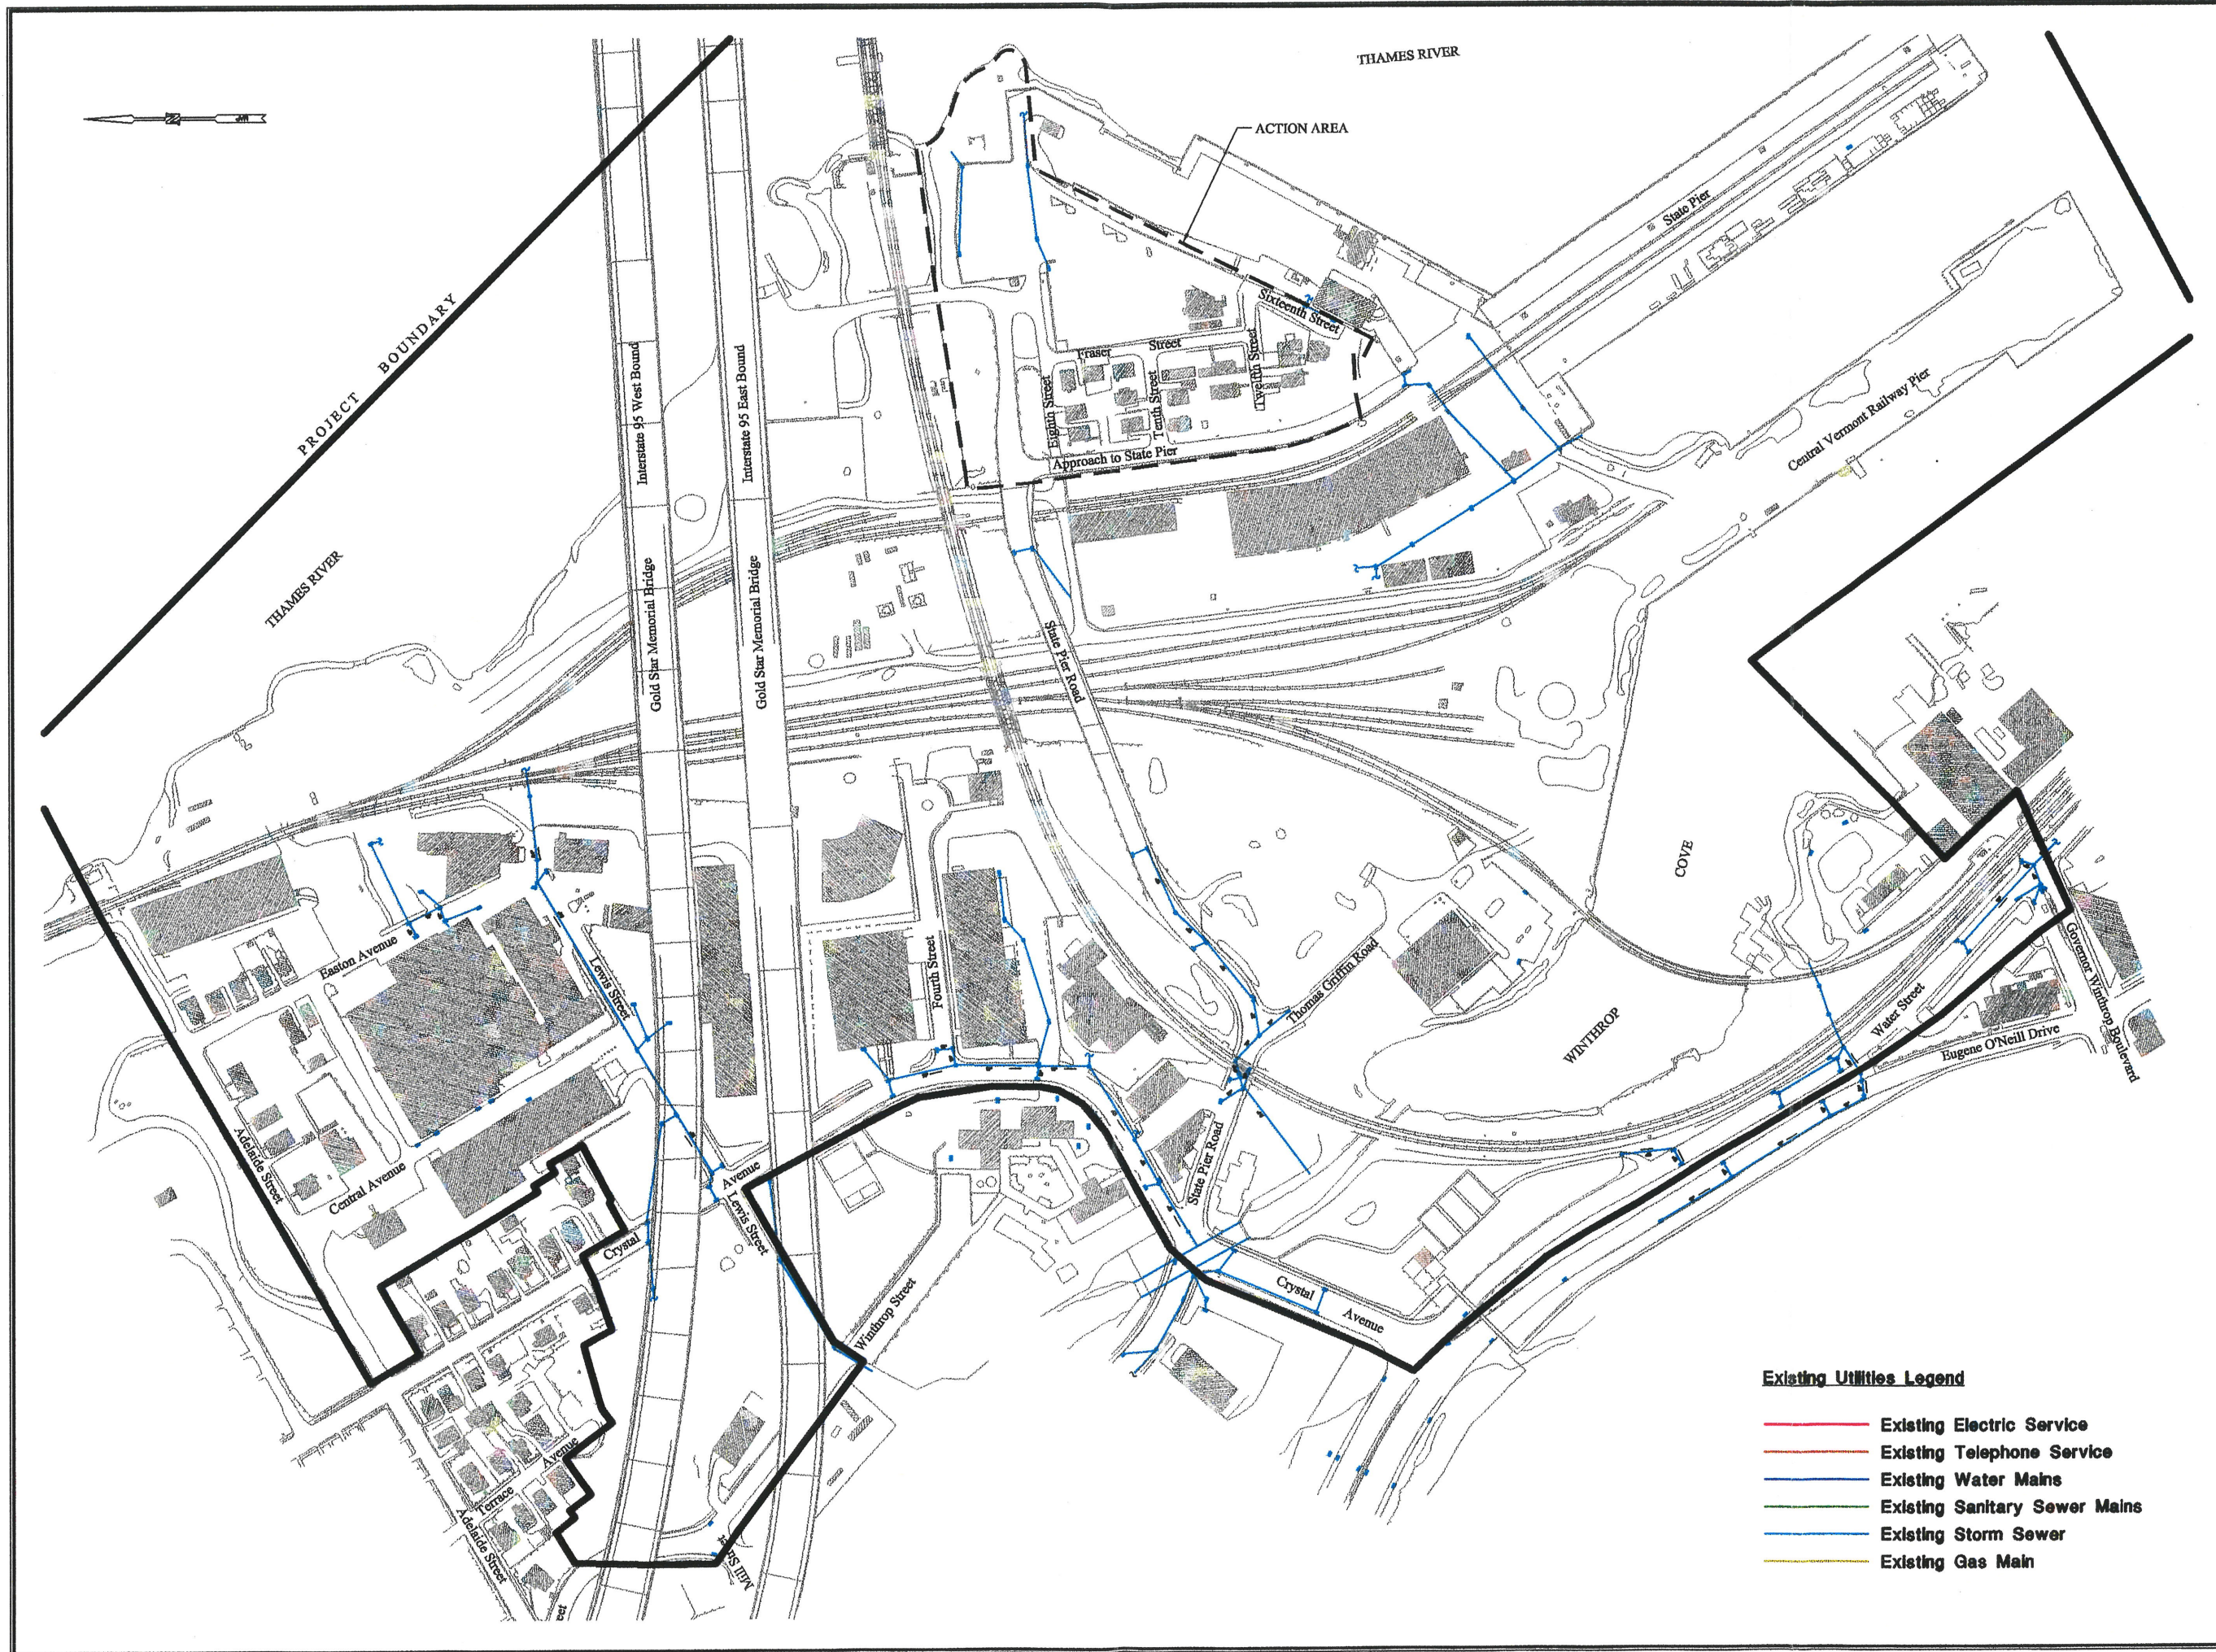 THAMES RIVER
N
ACTION AREA
PROJECT BOUNDARY
State Pier
Sixteenth Street
Fraser Street
Twelfth Street
Tenth Street
Eighth Street
Approach to State Pier
Interstate 95 West Bound
Interstate 95 East Bound
Central Vermont Railway Pier
THAMES RIVER
Gold Star Memorial Bridge
Gold Star Memorial Bridge
State Pier Road
COVE
WINTHROP
Easton Avenue
Lewis Street
Fourth Street
Thomas Griffin Road
Water Street
Governor Winthrop Boulevard
Eugene O'Neill Drive
Adelaide Street
Central Avenue
Crystal Avenue
Lewis Street
State Pier Road
Winthrop Street
Crystal Avenue
Terrace Avenue
Adelaide Street
Mill Street
eet
Existing Utilities Legend
Existing Electric Service
Existing Telephone Service
Existing Water Mains
Existing Sanitary Sewer Mains
Existing Storm Sewer
Existing Gas Main